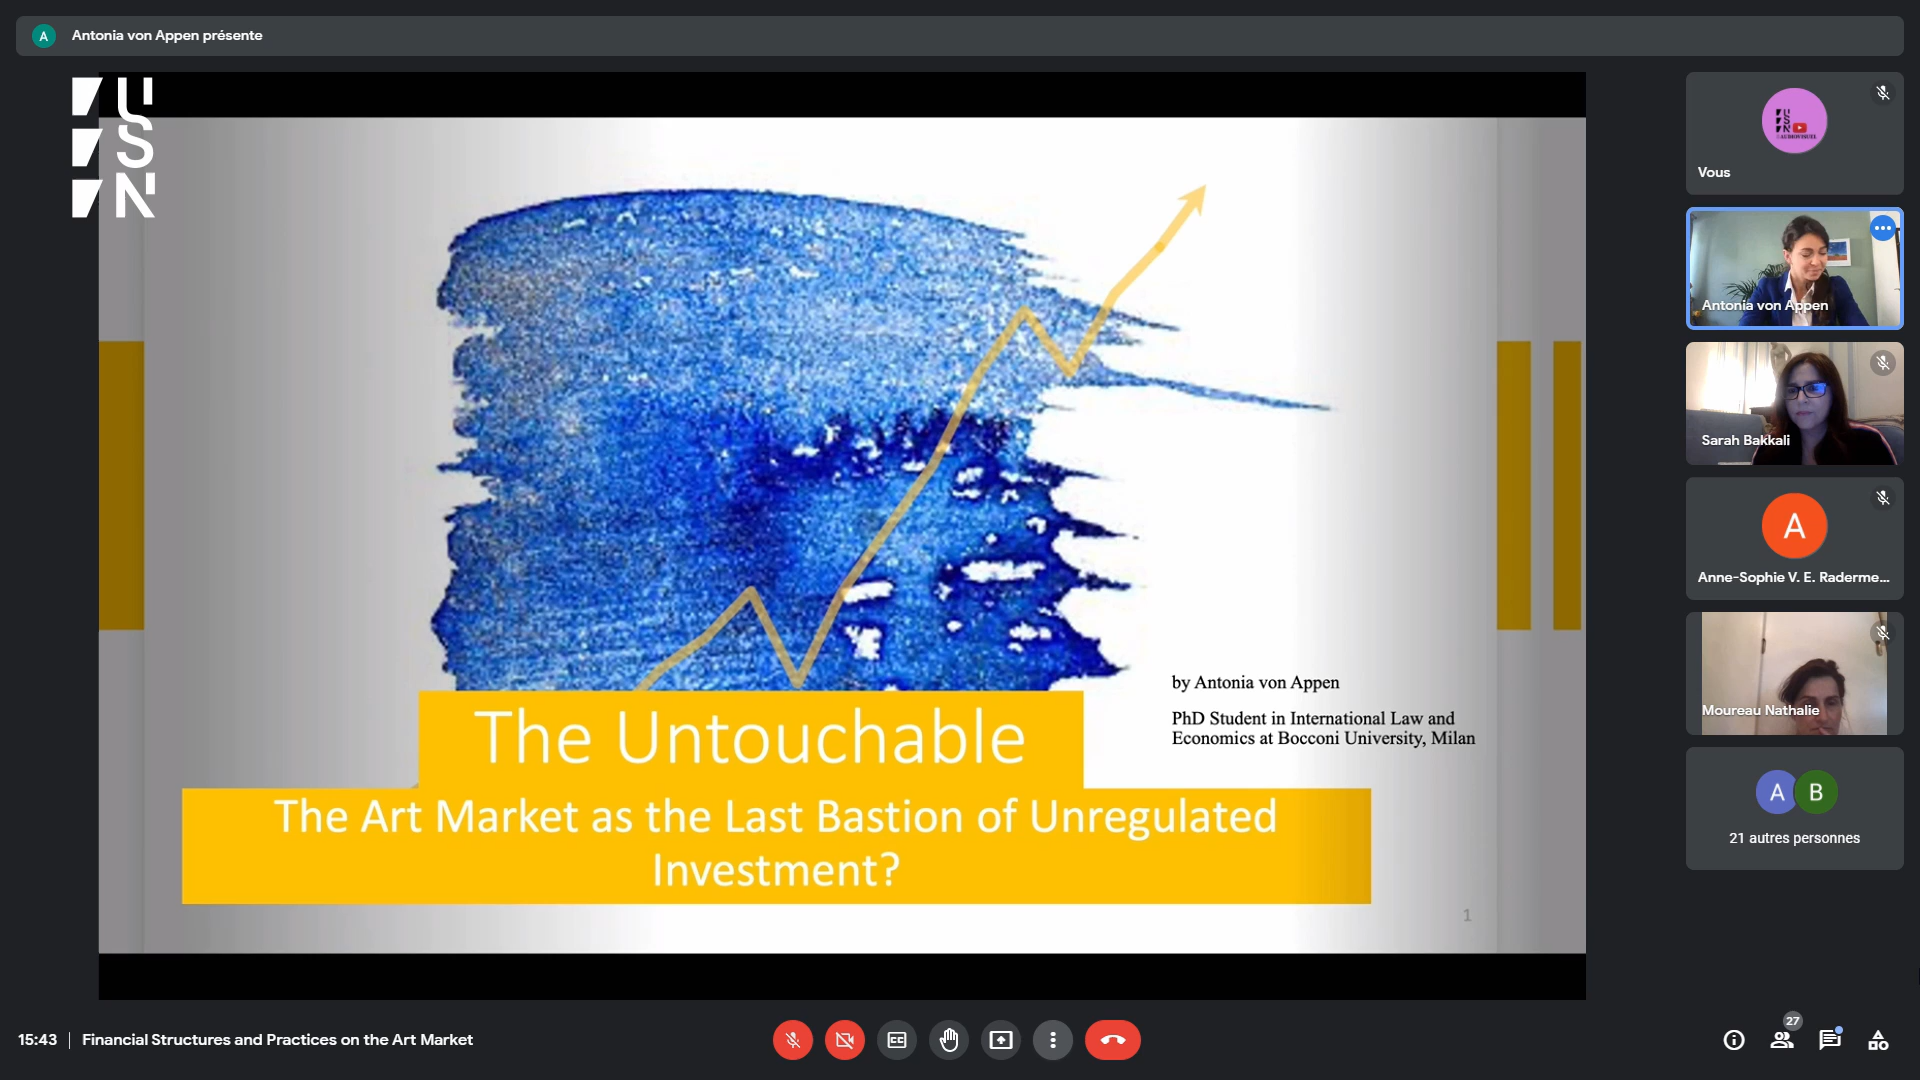 A
Antonia von Appen présente
U
S
N
Vous
Antonia von Appen
Sarah Bakkali
A
Anne-Sophie V. E. Raderme...
Moureau Nathalie
A B
21 autres personnes
by Antonia von Appen
PhD Student in International Law and
Economics at Bocconi University, Milan
The Untouchable
The Art Market as the Last Bastion of Unregulated
Investment?
1
15:43 | Financial Structures and Practices on the Art Market
CC
27